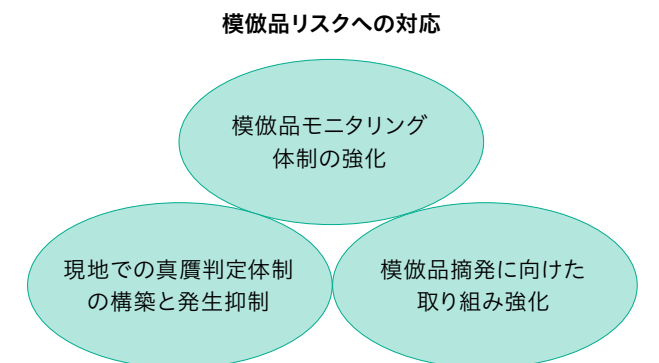 模倣品リスクへの対応
模倣品モニタリング
体制の強化
現地での真贋判定体制
の構築と発生抑制
模倣品摘発に向けた
取り組み強化